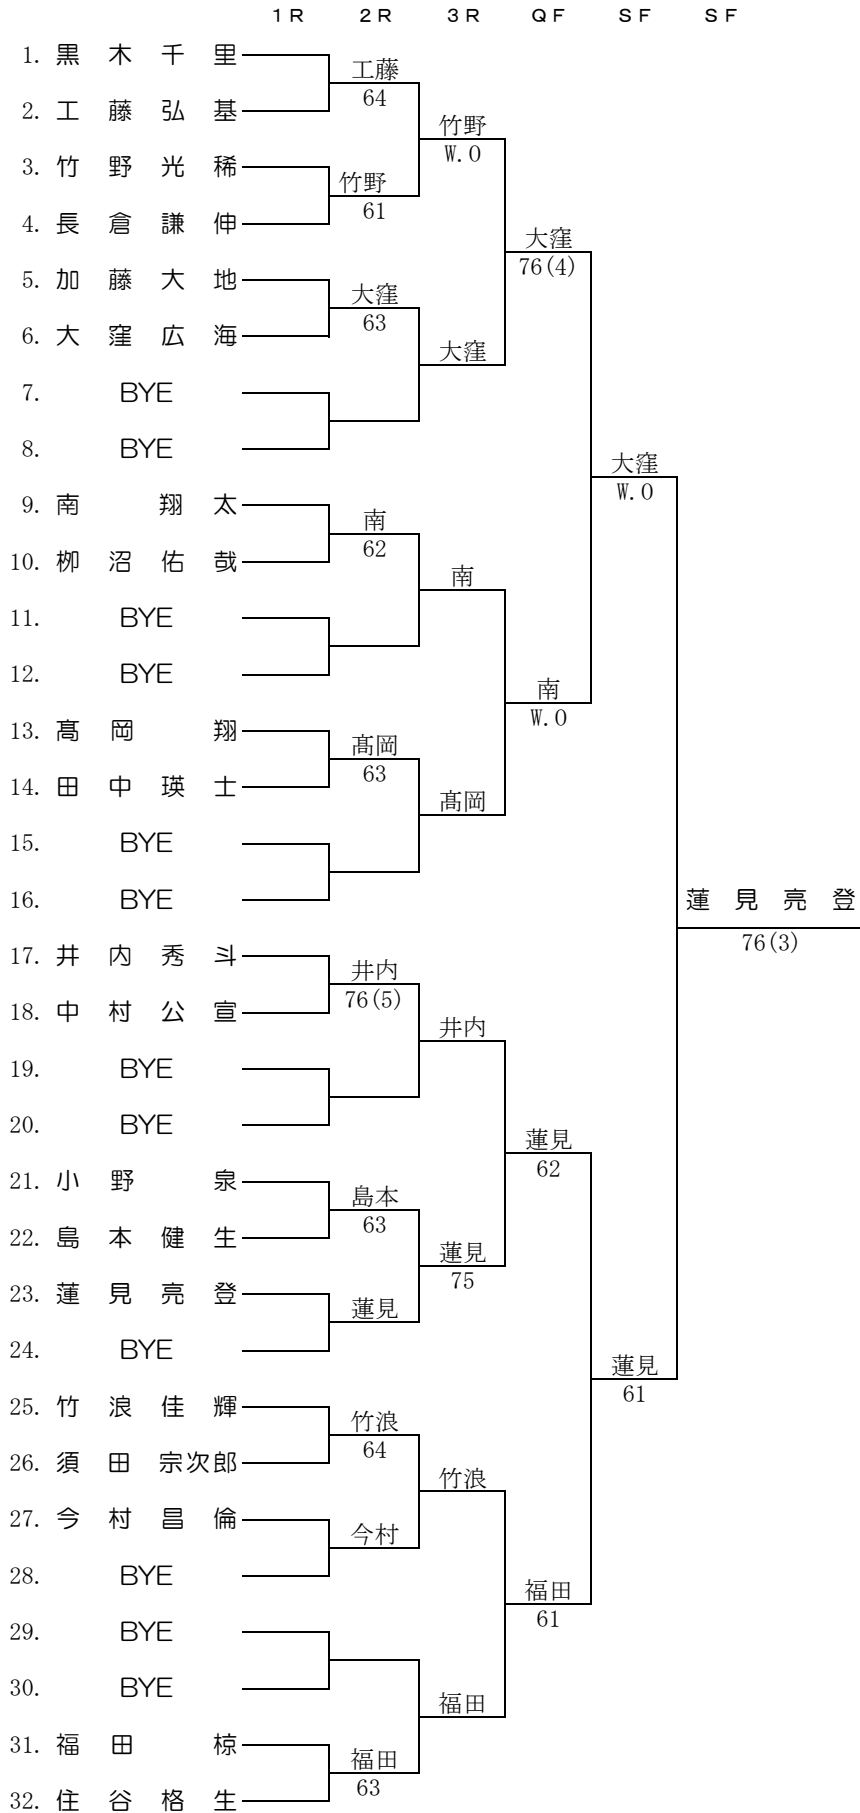 １Ｒ ２Ｒ ３Ｒ ＱＦ ＳＦ ＳＦ
1. 黒木千里
工藤
64
2. 工藤弘基
竹野
W.O
3. 竹野光稀
竹野
61
4. 長倉謙伸
大窪
76(4)
5. 加藤大地
大窪
63
6. 大窪広海
大窪
7. BYE
8. BYE
大窪
W.O
9. 南翔太
南
62
10. 栁沼佑哉
南
11. BYE
12. BYE
南
W.O
13. 髙岡翔
髙岡
63
14. 田中瑛士
髙岡
15. BYE
16. BYE
蓮見亮登
76(3)
17. 井内秀斗
井内
76(5)
18. 中村公宣
井内
19. BYE
20. BYE
蓮見
62
21. 小野泉
島本
63
22. 島本健生
蓮見
75
23. 蓮見亮登
蓮見
24. BYE
蓮見
61
25. 竹浪佳輝
竹浪
64
26. 須田宗次郎
竹浪
27. 今村昌倫
今村
28. BYE
福田
61
29. BYE
30. BYE
福田
31. 福田椋
福田
63
32. 住谷格生